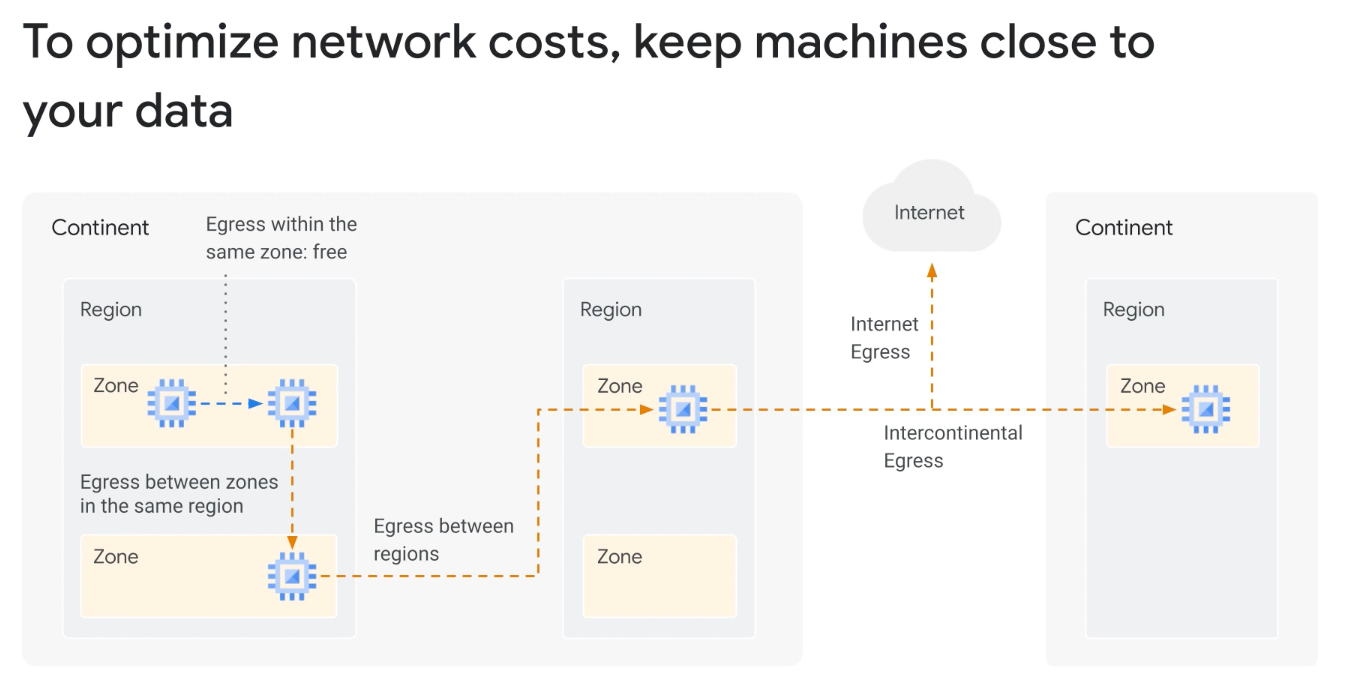 To optimize network costs, keep machines close to
your data
Continent
Egress within the
same zone: free
Region
Zone
Egress between zones
in the same region
Zone
Egress between
regions
Region
Zone
Zone
Internet
Internet
Egress
Intercontinental
Egress
Continent
Region
Zone